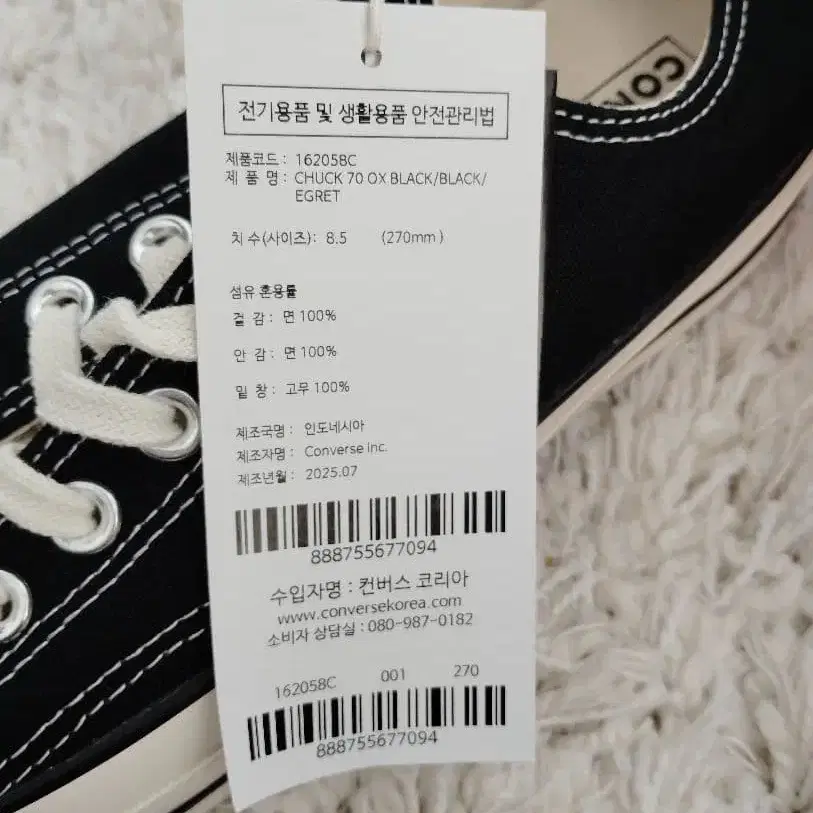 CON
전기용품 및 생활용품 안전관리법
제품코드 : 162058C
제 품 명 : CHUCK 70 OX BLACK/BLACK/
EGRET
치 수(사이즈) : 8.5 (270mm)
섬유 혼용률
겉 감 : 면 100%
안 감 : 면 100%
밑 창 : 고무 100%
제조국명 : 인도네시아
제조자명 : Converse inc.
제조년월 : 2025.07
888755677094
수입자명 : 컨버스 코리아
www.conversekorea.com
소비자 상담실 : 080-987-0182
162058C 001 270
888755677094